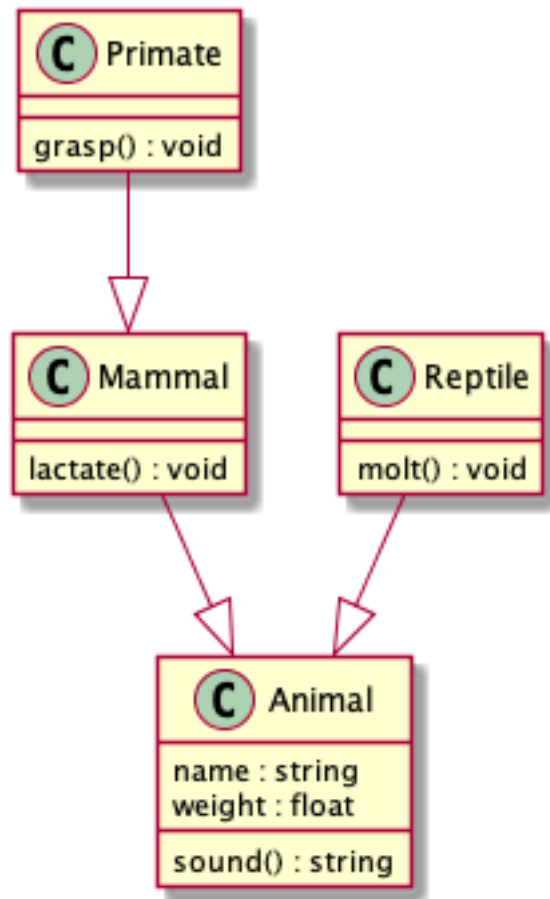 C Primate
grasp() : void
C Mammal
lactate() : void
C Reptile
molt() : void
C Animal
name : string
weight : float
sound() : string